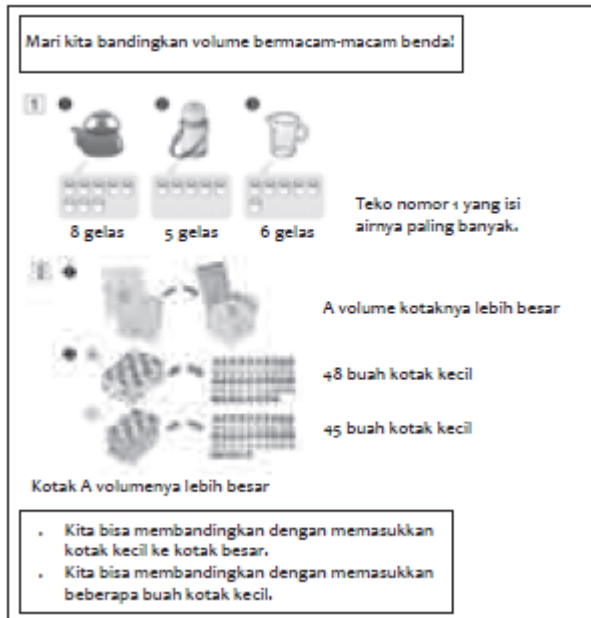 Mari kita bandingkan volume bermacam-macam benda!
1
8 gelas
5 gelas
6 gelas
Teko nomor 1 yang isi
airnya paling banyak.
A volume kotaknya lebih besar
48 buah kotak kecil
45 buah kotak kecil
Kotak A volumenya lebih besar
• Kita bisa membandingkan dengan memasukkan
kotak kecil ke kotak besar.
• Kita bisa membandingkan dengan memasukkan
beberapa buah kotak kecil.